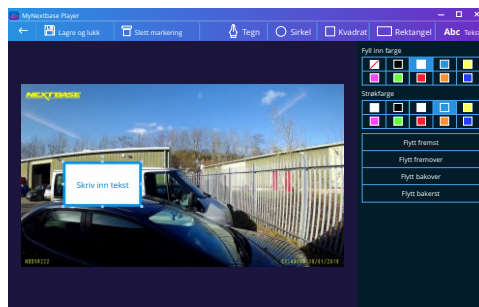 MyNextbase Player
Lagre og lukk
Slett markering
Tegn
Sirkel
Kvadrat
Rektangel
Abc Tekst
Fyll inn farge
NEXTBASE
Strøkfarge
Flytt fremst
Flytt fremover
Flytt bakover
Flytt bakerst
Skriv inn tekst